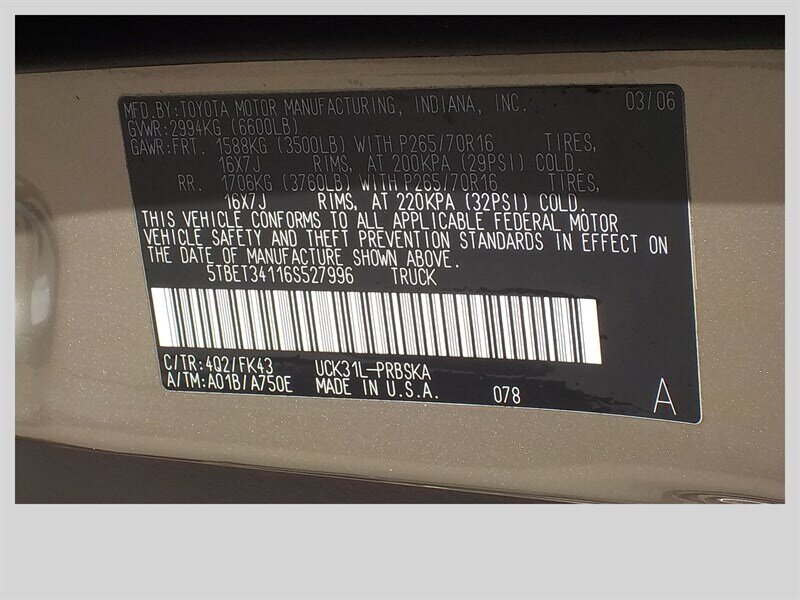 MFD.BY:TOYOTA MOTOR MANUFACTURING, INDIANA, INC. 03/06
GVWR:2994KG (6600LB)
GAWR:FRT. 1588KG (3500LB) WITH P265/70R16 TIRES,
16X7J RIMS, AT 200KPA (29PSI) COLD.
RR. 1706KG (3760LB) WITH P265/70R16 TIRES,
16X7J RIMS, AT 220KPA (32PSI) COLD.
THIS VEHICLE CONFORMS TO ALL APPLICABLE FEDERAL MOTOR
VEHICLE SAFETY AND THEFT PREVENTION STANDARDS IN EFFECT ON
THE DATE OF MANUFACTURE SHOWN ABOVE.
5TBET34116S527996 TRUCK
C/TR: 4Q2/FK43 UCK31L-PRBSKA
A/TM: A01B/A750E MADE IN U.S.A. 078 A